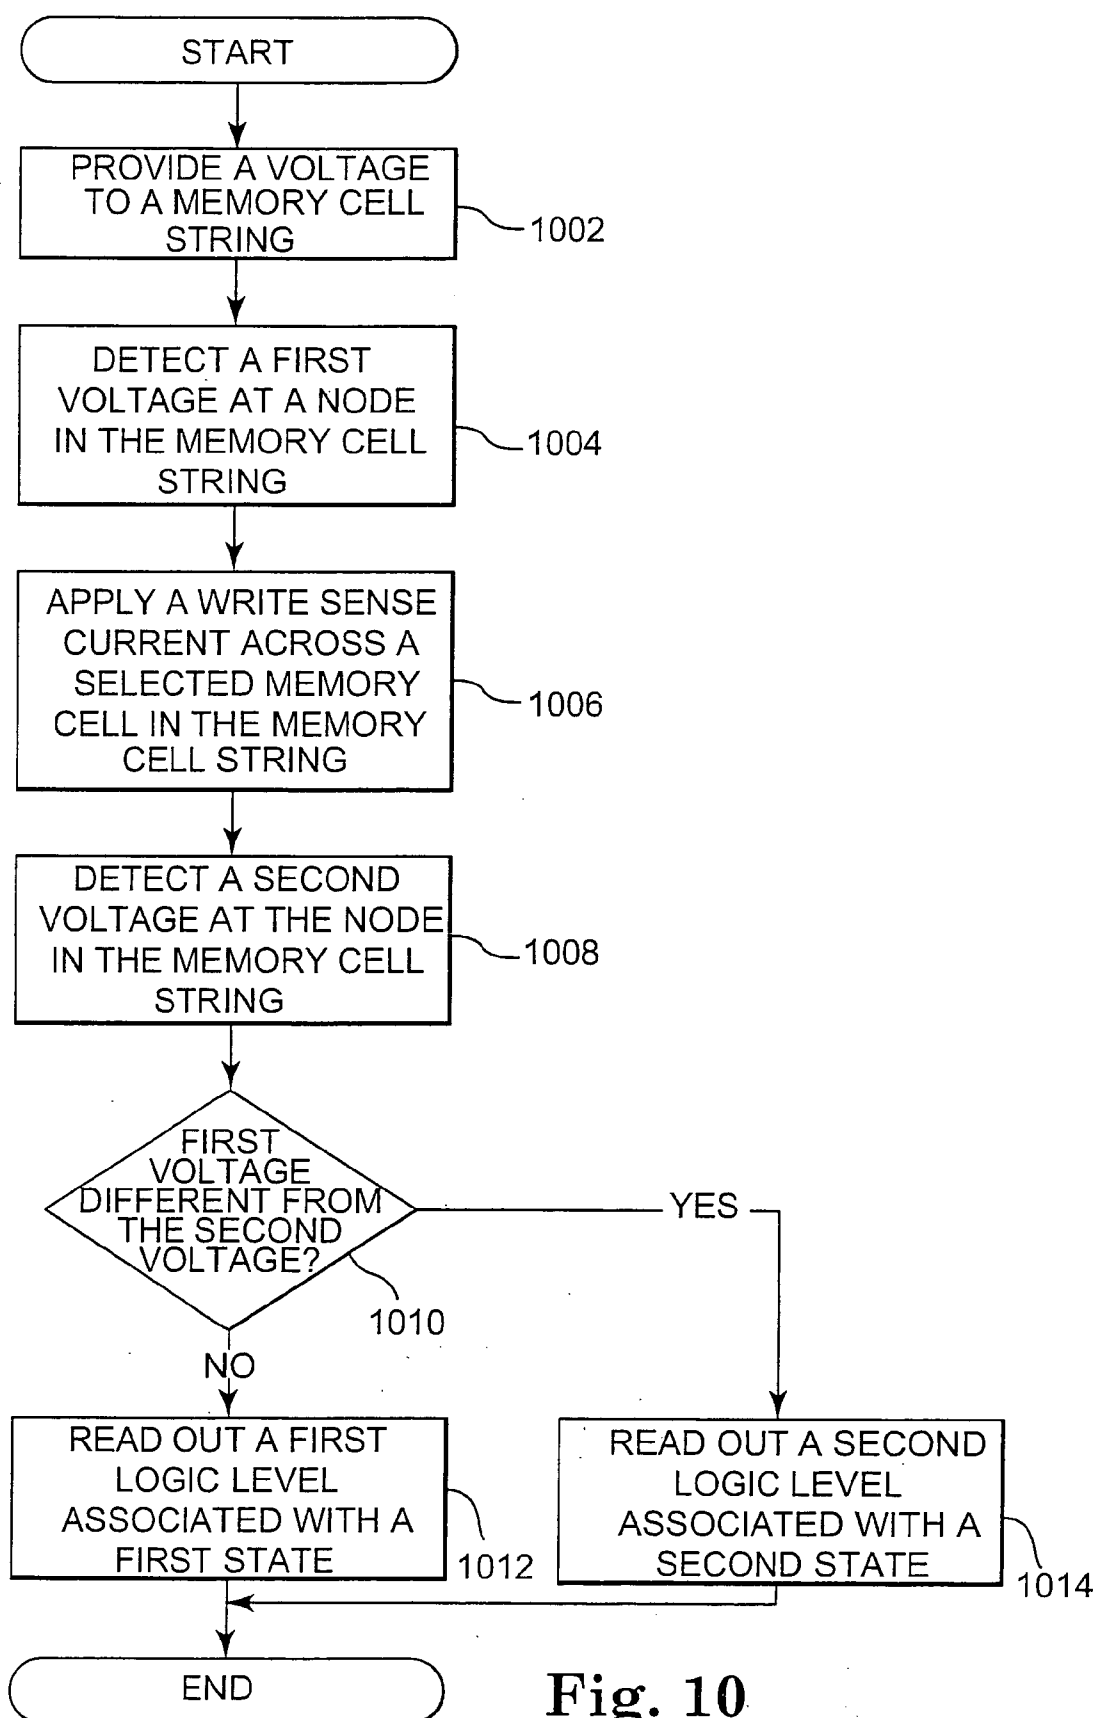 START
PROVIDE A VOLTAGE
TO A MEMORY CELL
STRING
1002
DETECT A FIRST
VOLTAGE AT A NODE
IN THE MEMORY CELL
STRING
1004
APPLY A WRITE SENSE
CURRENT ACROSS A
SELECTED MEMORY
CELL IN THE MEMORY
CELL STRING
1006
DETECT A SECOND
VOLTAGE AT THE NODE
IN THE MEMORY CELL
STRING
1008
FIRST
VOLTAGE
DIFFERENT FROM
THE SECOND
VOLTAGE?
1010
YES
NO
READ OUT A FIRST
LOGIC LEVEL
ASSOCIATED WITH A
FIRST STATE
1012
READ OUT A SECOND
LOGIC LEVEL
ASSOCIATED WITH A
SECOND STATE
1014
END
Fig. 10